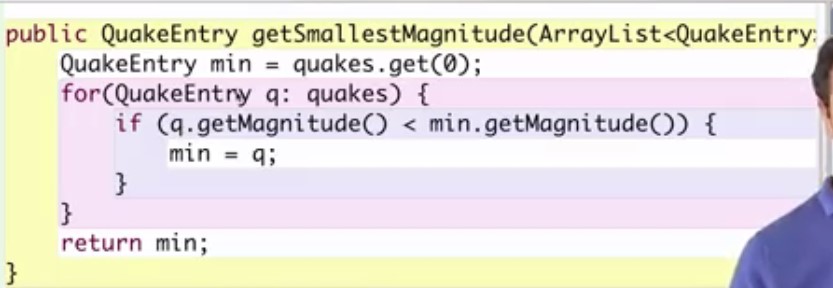 public QuakeEntry getSmallestMagnitude(ArrayList<QuakeEntry>
    QuakeEntry min = quakes.get(0);
    for(QuakeEntry q: quakes) {
        if (q.getMagnitude() < min.getMagnitude()) {
            min = q;
        }
    }
    return min;
}